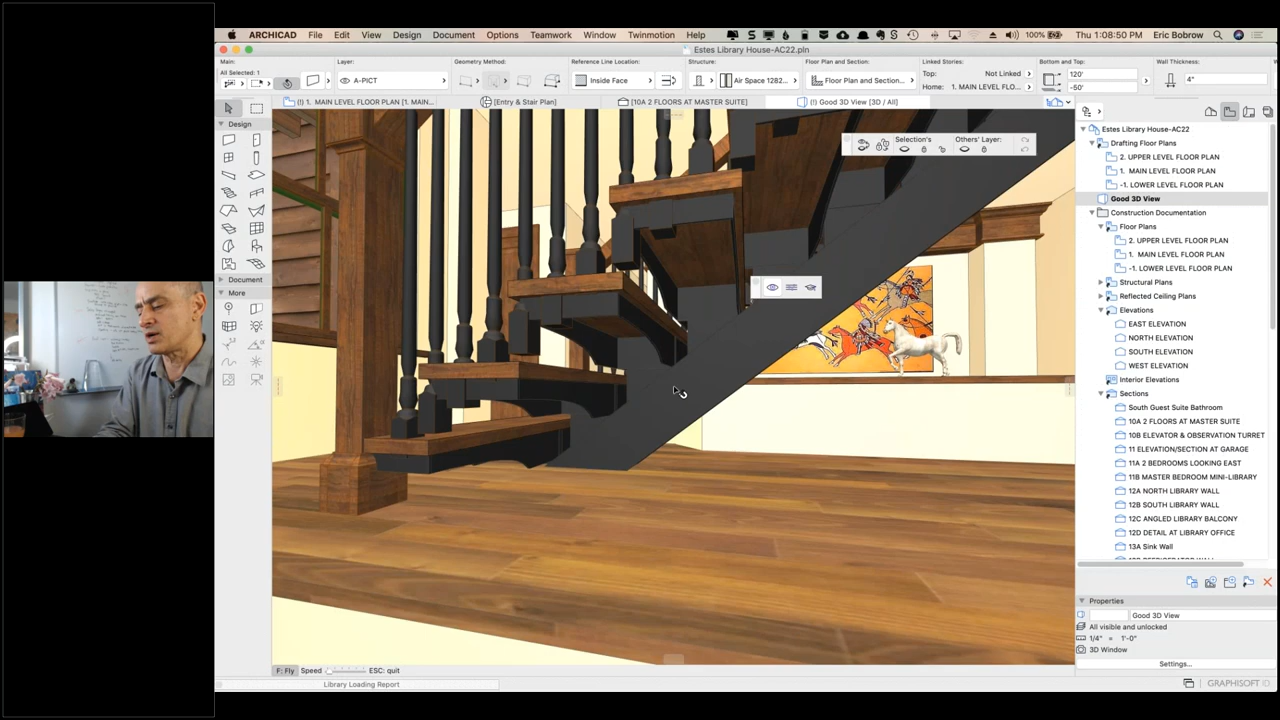 ARCHICAD File Edit View Design Document Options Teamwork Window Twinmotion Help 100% Thu 1:08:50 PM Eric Bobrow
Estes Library House-AC22.pln
Main: Layer: Geometry Method: Reference Line Location: Structure: Floor Plan and Section: Linked Stories: Bottom and Top: Wall Thickness:
All Selected: 1
A-PICT
Inside Face
Air Space 1282...
Floor Plan and Section...
Top: Not Linked
Home: 1. MAIN LEVEL FLO...
120'
-50'
4"
(!) 1. MAIN LEVEL FLOOR PLAN [1. MAIN... [Entry & Stair Plan] [10A 2 FLOORS AT MASTER SUITE] (!) Good 3D View [3D / All]
Design
Document
More
Selection's Others' Layer:
F: Fly Speed ESC: quit
Library Loading Report
Estes Library House-AC22
Drafting Floor Plans
2. UPPER LEVEL FLOOR PLAN
1. MAIN LEVEL FLOOR PLAN
-1. LOWER LEVEL FLOOR PLAN
Good 3D View
Construction Documentation
Floor Plans
2. UPPER LEVEL FLOOR PLAN
1. MAIN LEVEL FLOOR PLAN
-1. LOWER LEVEL FLOOR PLAN
Structural Plans
Reflected Ceiling Plans
Elevations
EAST ELEVATION
NORTH ELEVATION
SOUTH ELEVATION
WEST ELEVATION
Interior Elevations
Sections
South Guest Suite Bathroom
10A 2 FLOORS AT MASTER SUITE
10B ELEVATOR & OBSERVATION TURRET
11 ELEVATION/SECTION AT GARAGE
11A 2 BEDROOMS LOOKING EAST
11B MASTER BEDROOM MINI-LIBRARY
12A NORTH LIBRARY WALL
12B SOUTH LIBRARY WALL
12C ANGLED LIBRARY BALCONY
12D DETAIL AT LIBRARY OFFICE
13A Sink Wall
Properties
Good 3D View
All visible and unlocked
1/4" = 1'-0"
3D Window
Settings...
GRAPHISOFT ID